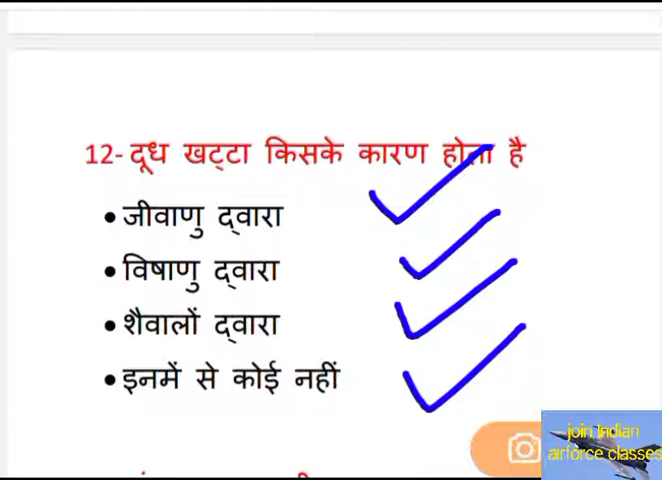 12- दूध खट्टा किसके कारण होता है
• जीवाणु द्वारा
• विषाणु द्वारा
• शैवालों द्वारा
• इनमें से कोई नहीं
join Indian
airforce classes